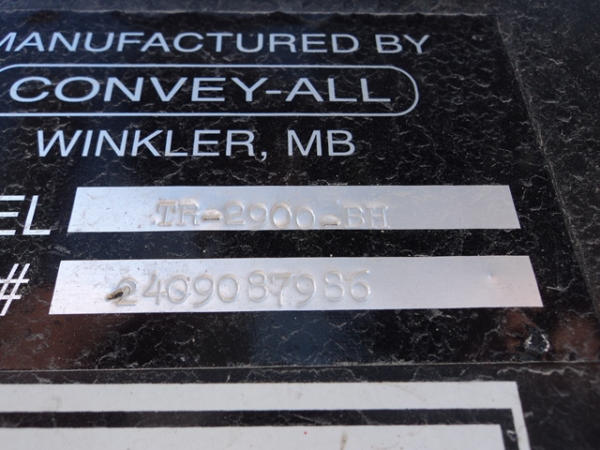 MANUFACTURED BY
CONVEY-ALL
WINKLER, MB
EL TR-2900-BH
# 2409087986